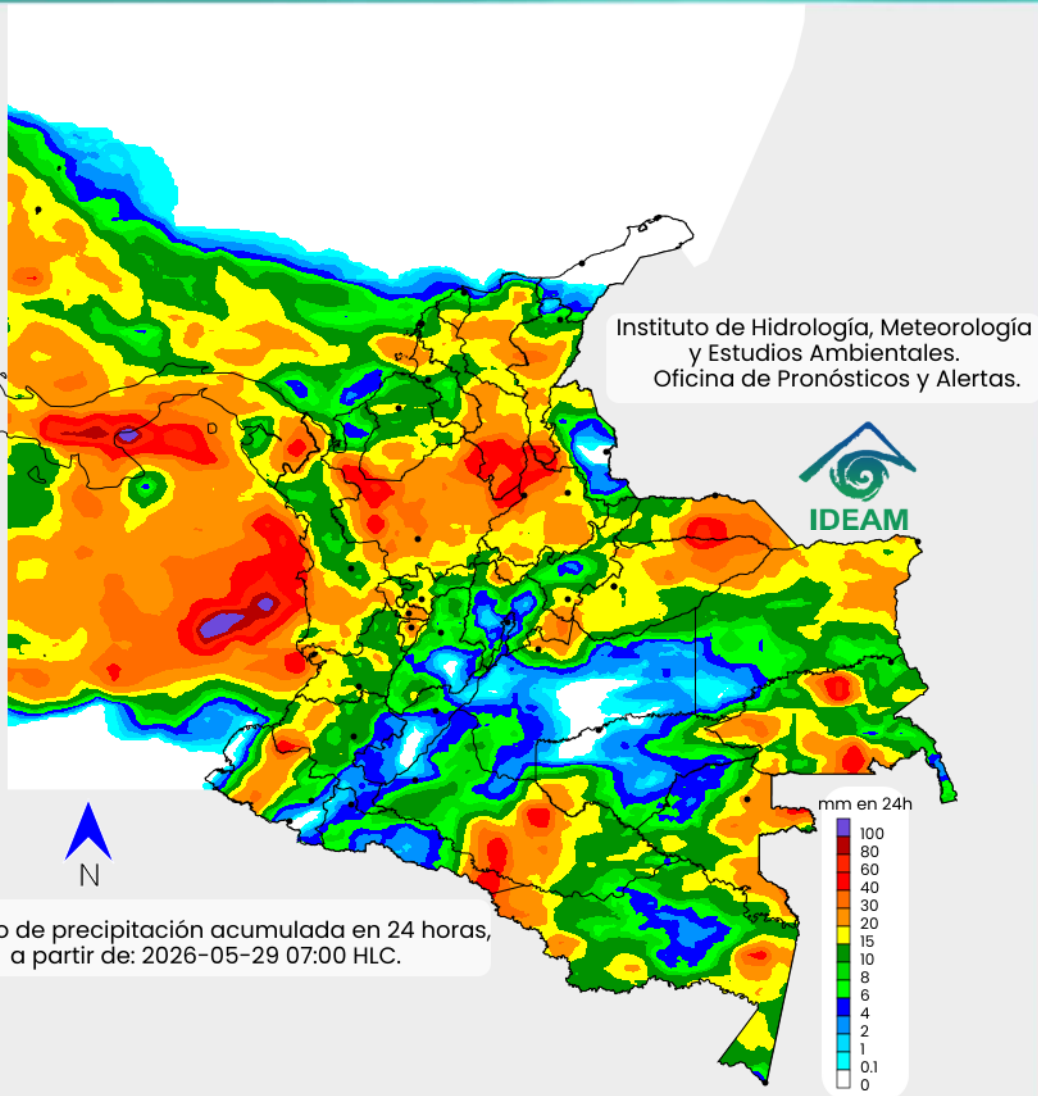 Instituto de Hidrología, Meteorología
y Estudios Ambientales.
Oficina de Pronósticos y Alertas.
IDEAM
mm en 24h
100
80
60
40
30
20
15
10
8
6
4
2
1
0.1
0
N
de precipitación acumulada en 24 horas,
a partir de: 2026-05-29 07:00 HLC.